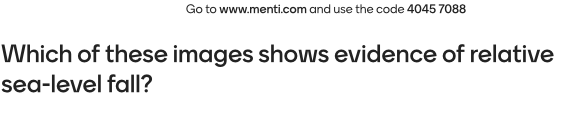 Go to www.menti.com and use the code 4045 7088
Which of these images shows evidence of relative
sea-level fall?